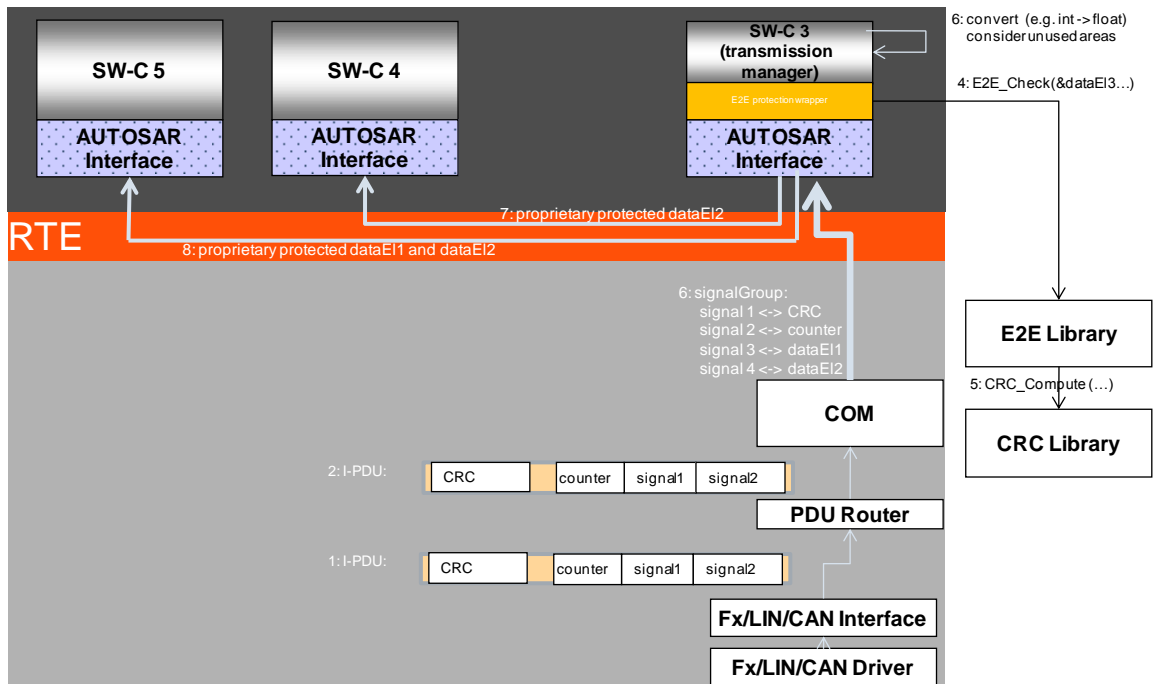 SW-C 5
AUTOSAR
Interface
SW-C 4
AUTOSAR
Interface
SW-C 3
(transmission
manager)
E2E protection wrapper
AUTOSAR
Interface
6: convert (e.g. int->float)
consider unused areas
4: E2E_Check(&dataEl3…)
7: proprietary protected dataEl2
RTE
8: proprietary protected dataEl1 and dataEl2
6: signalGroup:
signal 1 <-> CRC
signal 2 <-> counter
signal 3 <-> dataEl1
signal 4 <-> dataEl2
E2E Library
5: CRC_Compute (…)
CRC Library
COM
2: I-PDU:
CRC
counter
signal1
signal2
PDU Router
1: I-PDU:
CRC
counter
signal1
signal2
Fx/LIN/CAN Interface
Fx/LIN/CAN Driver